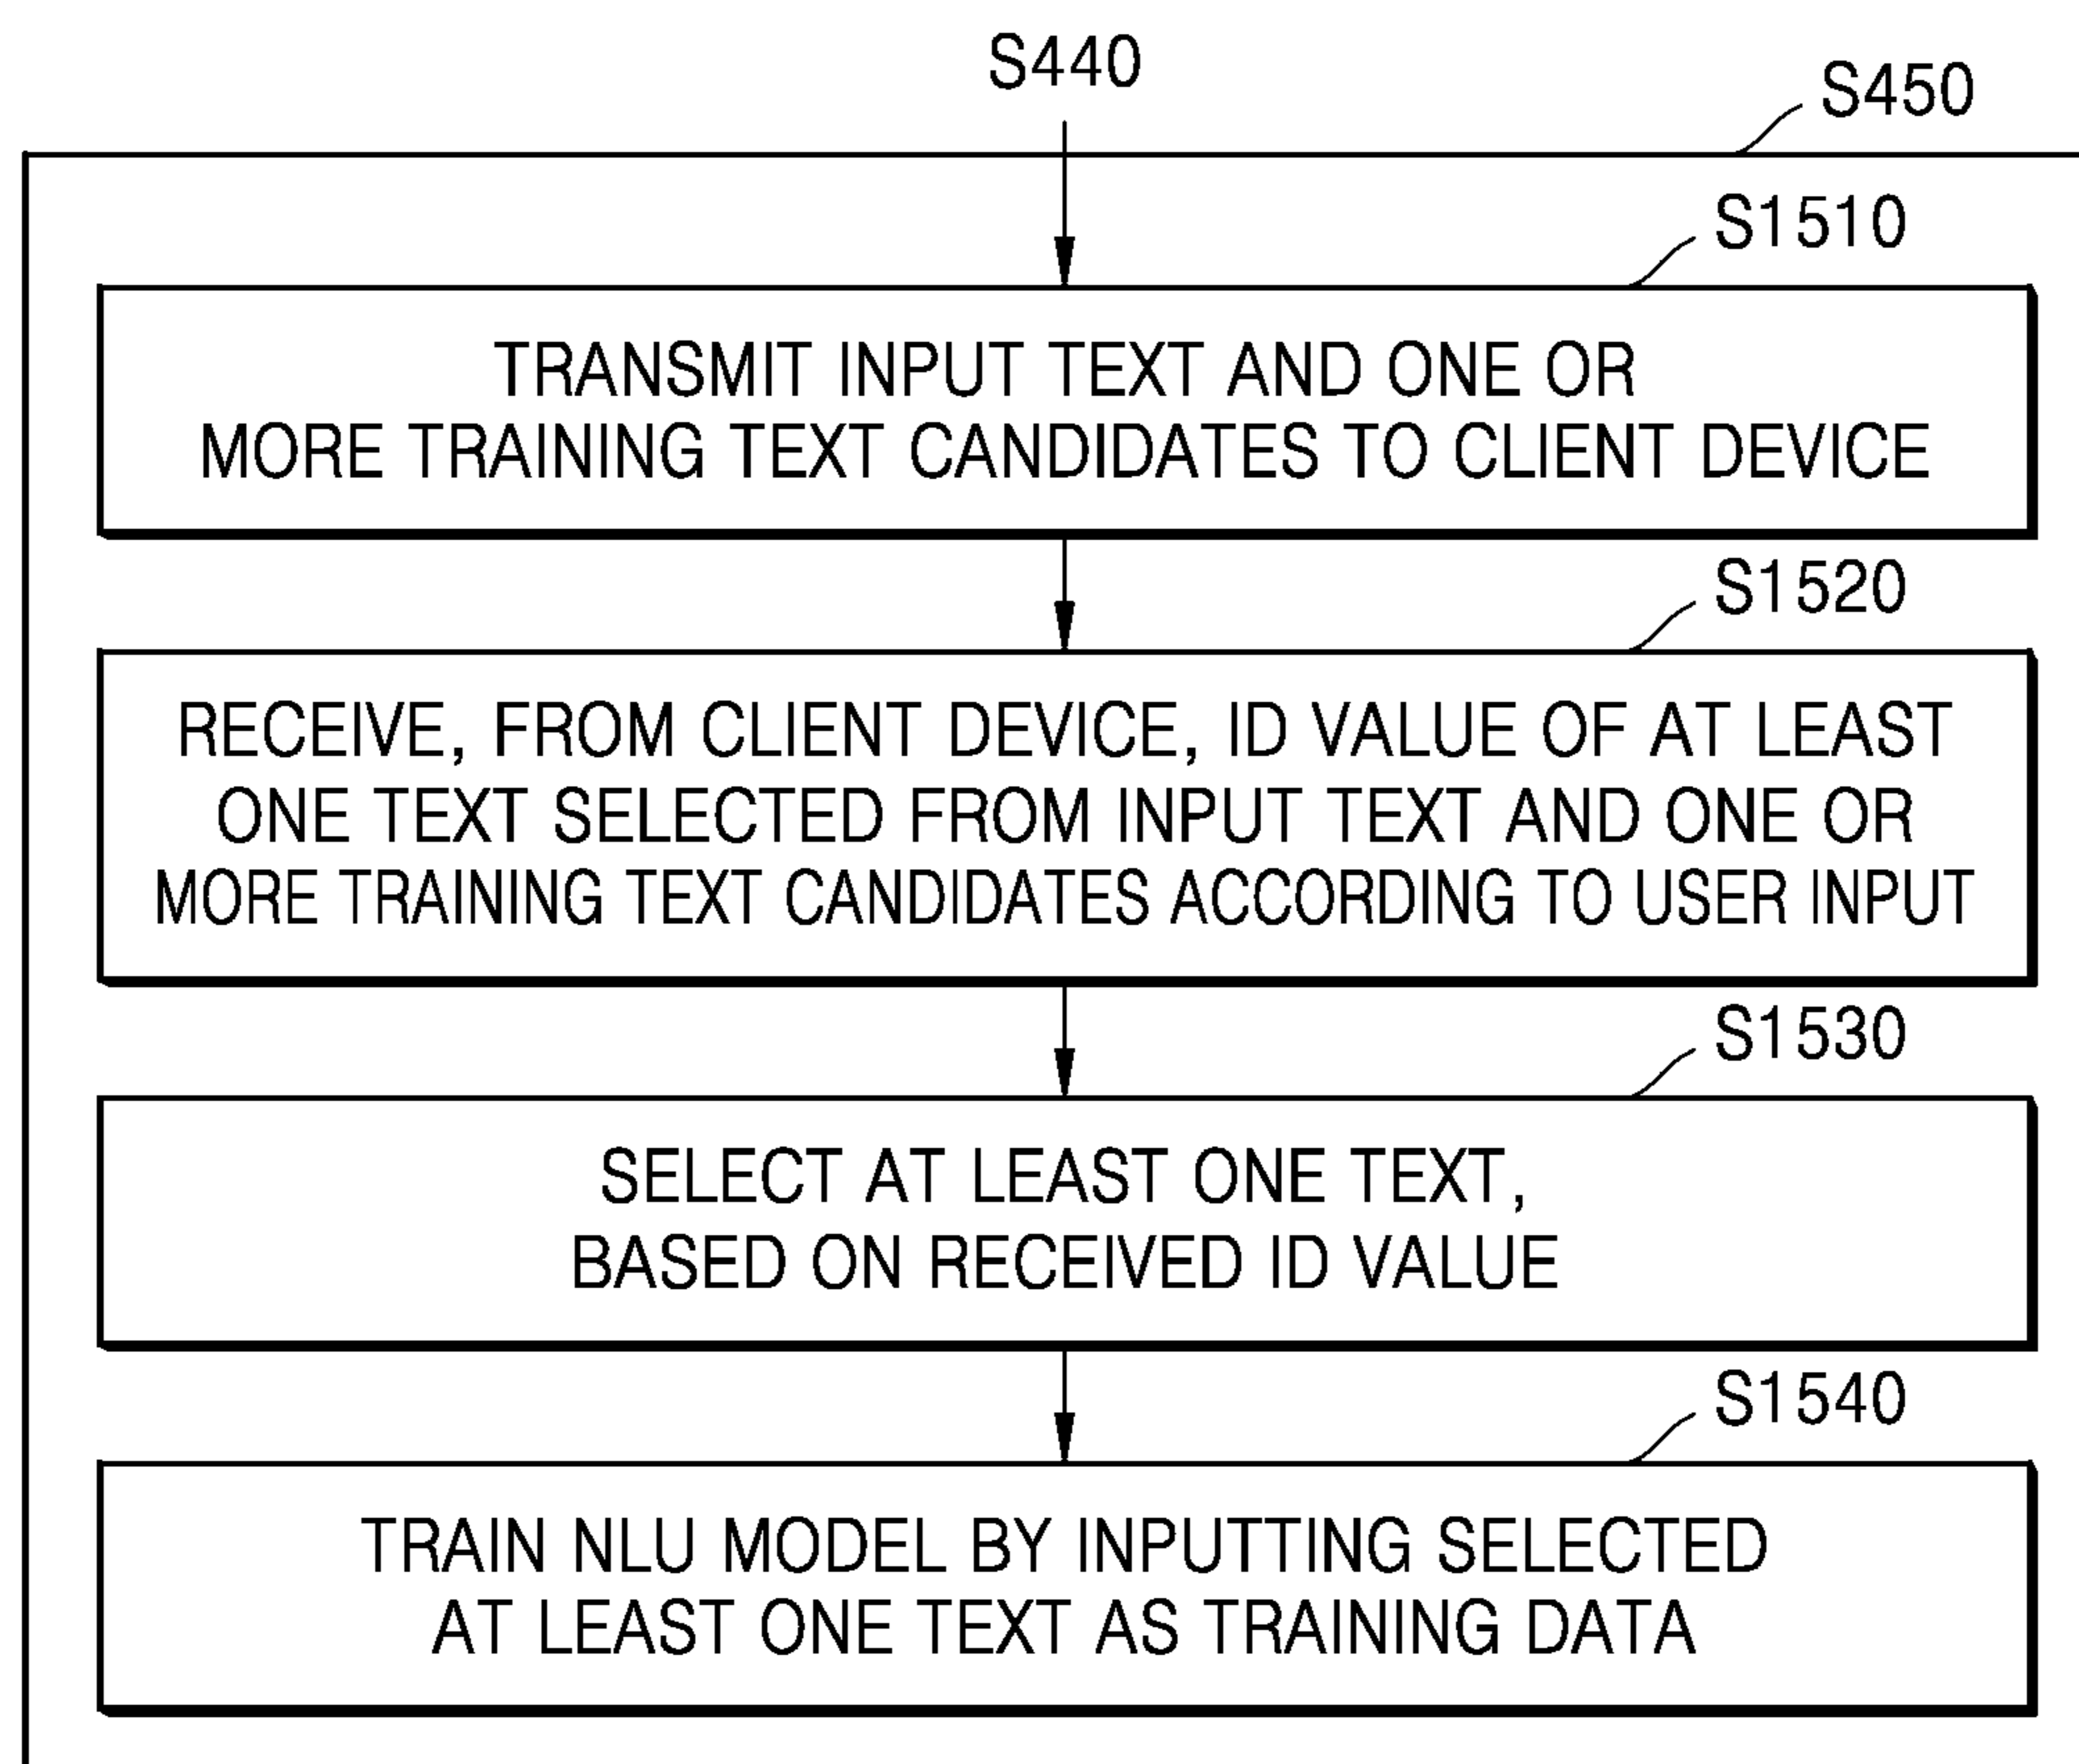 S440
S450
S1510
TRANSMIT INPUT TEXT AND ONE OR
MORE TRAINING TEXT CANDIDATES TO CLIENT DEVICE
S1520
RECEIVE, FROM CLIENT DEVICE, ID VALUE OF AT LEAST
ONE TEXT SELECTED FROM INPUT TEXT AND ONE OR
MORE TRAINING TEXT CANDIDATES ACCORDING TO USER INPUT
S1530
SELECT AT LEAST ONE TEXT,
BASED ON RECEIVED ID VALUE
S1540
TRAIN NLU MODEL BY INPUTTING SELECTED
AT LEAST ONE TEXT AS TRAINING DATA